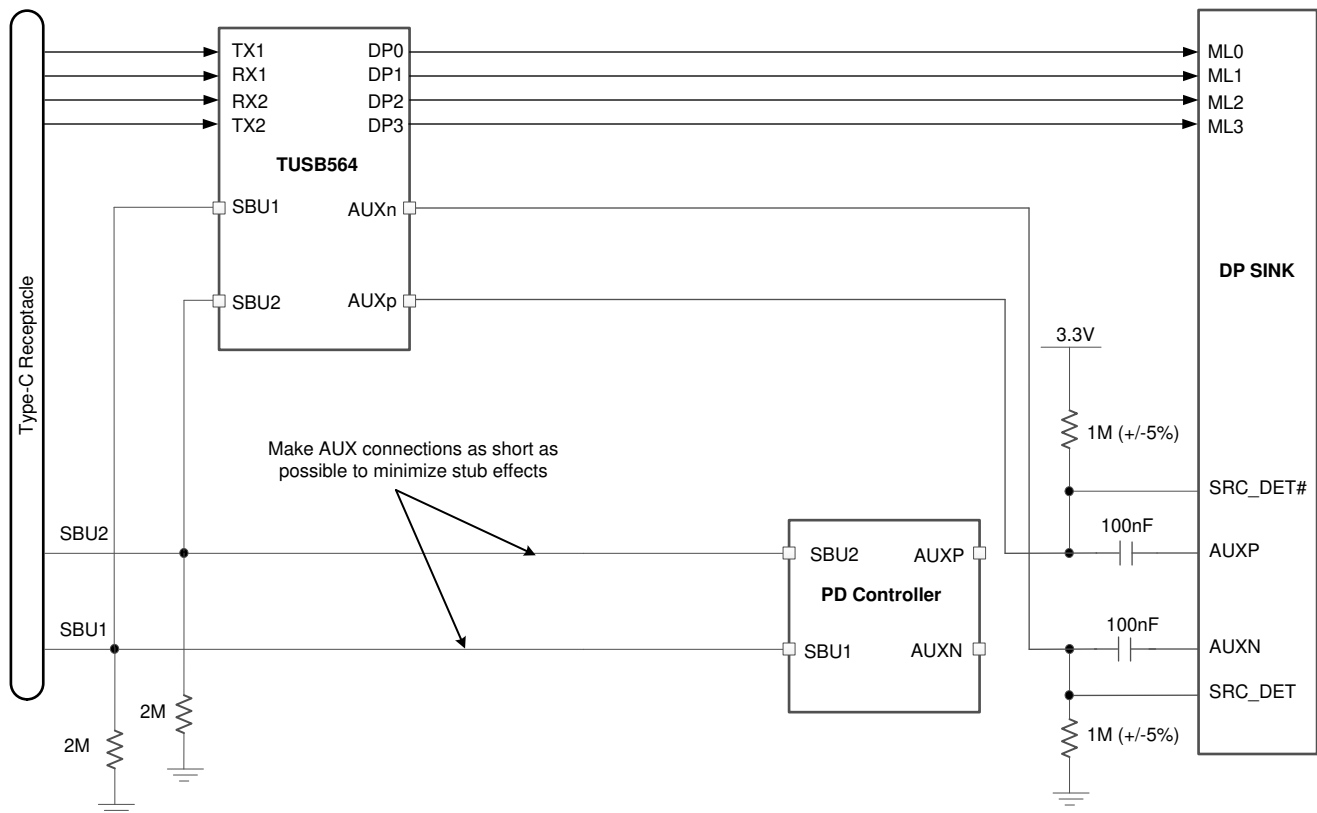 Type-C Receptacle
TX1
RX1
RX2
TX2
DP0
DP1
DP2
DP3
TUSB564
SBU1
AUXn
SBU2
AUXp
ML0
ML1
ML2
ML3
DP SINK
3.3V
1M (+/-5%)
Make AUX connections as short as
possible to minimize stub effects
SRC_DET#
100nF
AUXP
SBU2
SBU2
AUXP
PD Controller
SBU1
SBU1
AUXN
100nF
AUXN
SRC_DET
1M (+/-5%)
2M
2M